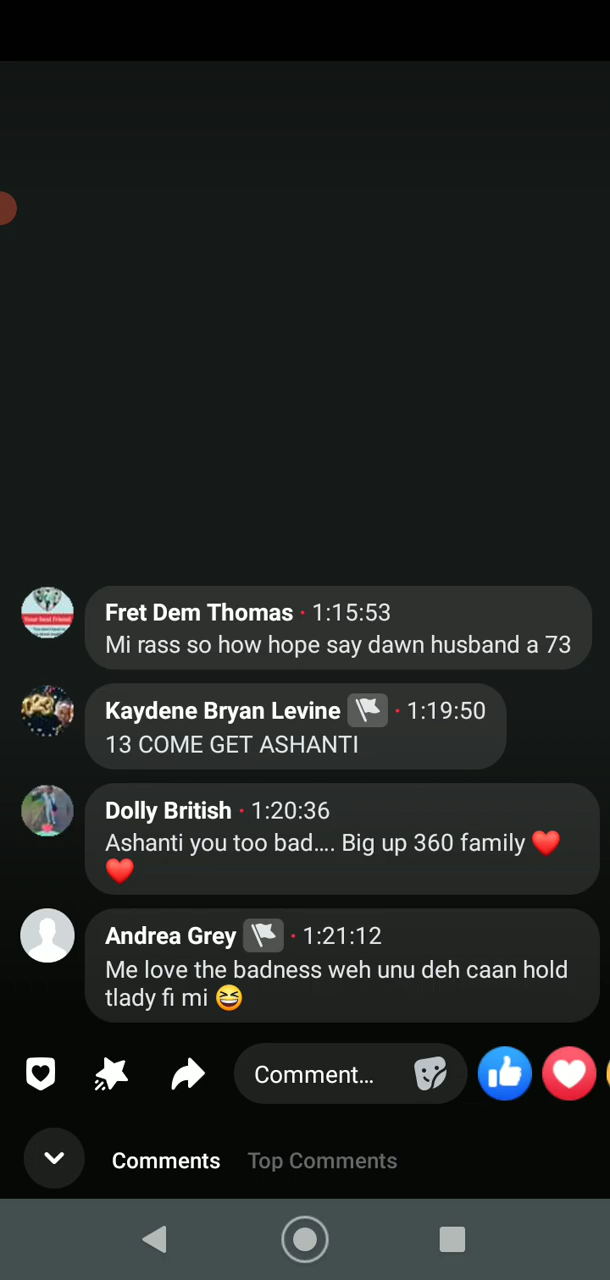 Your best friend
Fret Dem Thomas · 1:15:53
Mi rass so how hope say dawn husband a 73
Kaydene Bryan Levine · 1:19:50
13 COME GET ASHANTI
Dolly British · 1:20:36
Ashanti you too bad.... Big up 360 family ❤️
❤️
Andrea Grey · 1:21:12
Me love the badness weh unu deh caan hold
tlady fi mi 😆
Comment...
Comments Top Comments